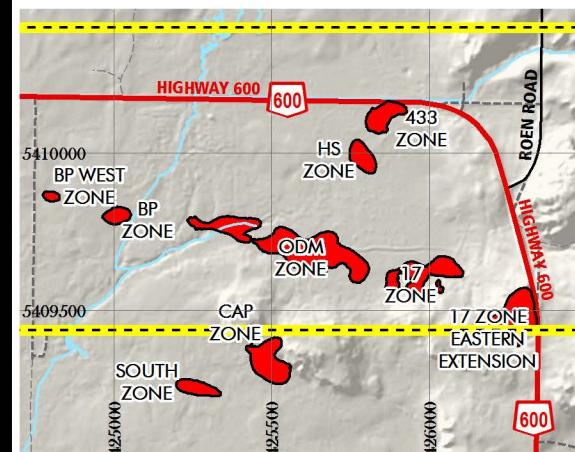 HIGHWAY 600
600
ROEN ROAD
433
ZONE
HS
ZONE
5410000
BP WEST
ZONE
BP
ZONE
ODM
ZONE
17
ZONE
HIGHWAY 600
5409500
CAP
ZONE
17 ZONE
EASTERN
EXTENSION
SOUTH
ZONE
425000
425500
426000
600